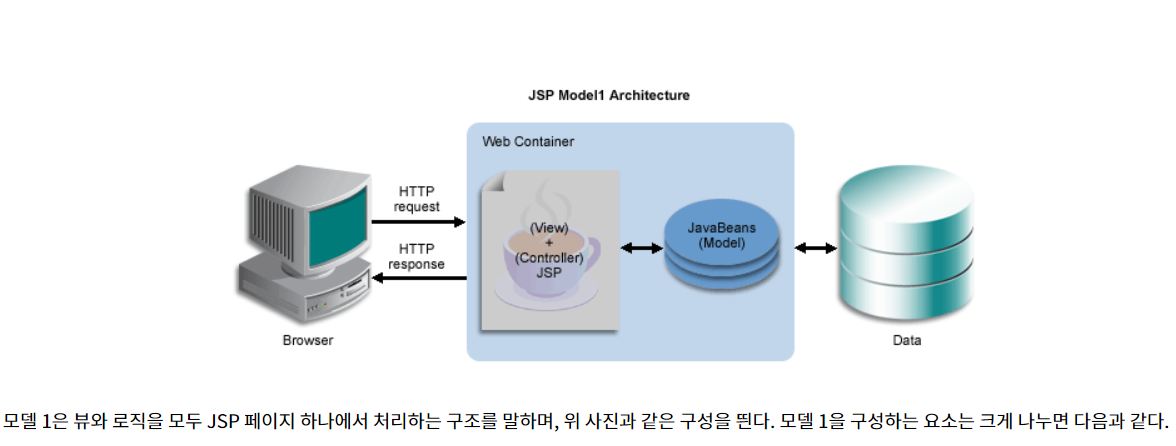 JSP Model1 Architecture
Web Container
HTTP
request
HTTP
response
(View)
+
(Controller)
JSP
JavaBeans
(Model)
Browser
Data
모델 1은 뷰와 로직을 모두 JSP 페이지 하나에서 처리하는 구조를 말하며, 위 사진과 같은 구성을 띈다. 모델 1을 구성하는 요소는 크게 나누면 다음과 같다.